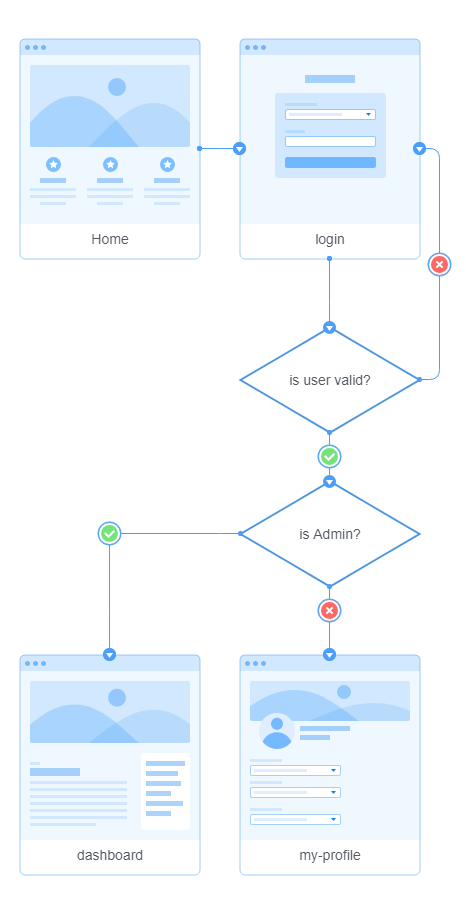 Home
login
is user valid?
is Admin?
dashboard
my-profile